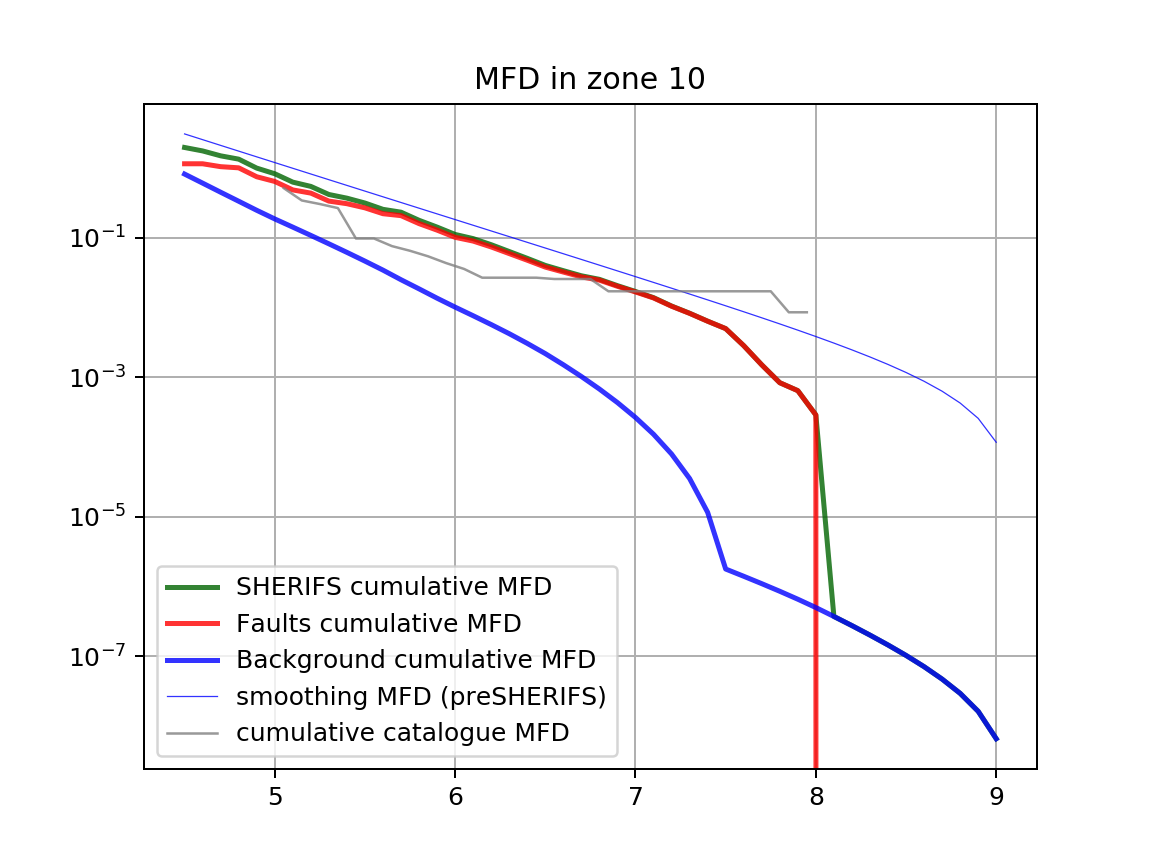 MFD in zone 10
10⁻¹
10⁻³
10⁻⁵
10⁻⁷
SHERIFS cumulative MFD
Faults cumulative MFD
Background cumulative MFD
smoothing MFD (preSHERIFS)
cumulative catalogue MFD
5 6 7 8 9